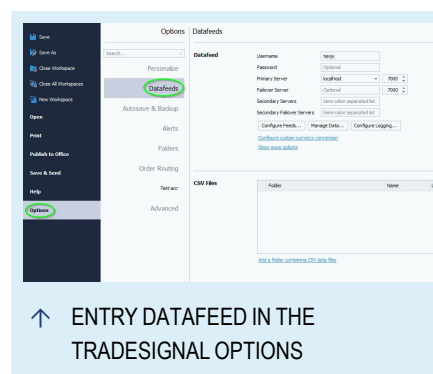 Save
Save As
Close Workspace
Close All Workspaces
New Workspace
Open
Print
Publish to Office
Save & Send
Help
Options
Options
Search...
Personalize
Datafeeds
Autosave & Backup
Alerts
Folders
Order Routing
Test acc
Advanced
Datafeeds
Datafeed
Username
Password Optional
Primary Server localhost 7000
Failover Server Optional 7000
Secondary Servers Semi-colon separated list
Secondary Failover Servers Semi-colon separated list
Configure Feeds... Manage Data... Configure Logging...
Configure custom currency conversion
Show more options
CSV Files
Folder Name
Add a folder containing CSV data files
ENTRY DATAFEED IN THE
TRADESIGNAL OPTIONS